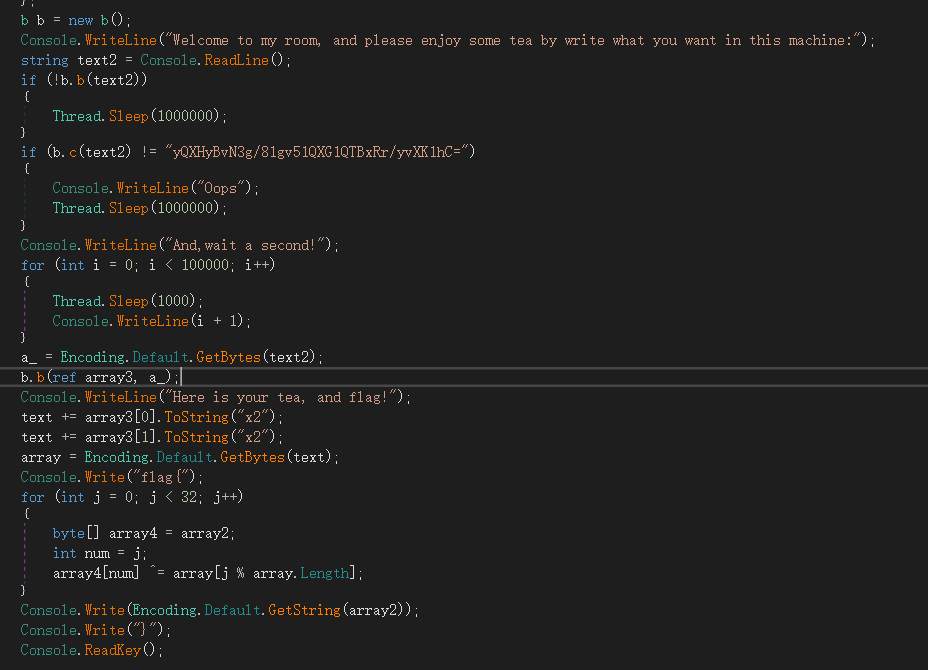 };
b b = new b();
Console.WriteLine("Welcome to my room, and please enjoy some tea by write what you want in this machine:");
string text2 = Console.ReadLine();
if (!b.b(text2))
{
Thread.Sleep(1000000);
}
if (b.c(text2) != "yQXHyBvN3g/81gv51QXG1QTBxRr/yvXK1hC=")
{
Console.WriteLine("Oops");
Thread.Sleep(1000000);
}
Console.WriteLine("And,wait a second!");
for (int i = 0; i < 100000; i++)
{
Thread.Sleep(1000);
Console.WriteLine(i + 1);
}
a_ = Encoding.Default.GetBytes(text2);
b.b(ref array3, a_);
Console.WriteLine("Here is your tea, and flag!");
text += array3[0].ToString("x2");
text += array3[1].ToString("x2");
array = Encoding.Default.GetBytes(text);
Console.Write("flag{");
for (int j = 0; j < 32; j++)
{
byte[] array4 = array2;
int num = j;
array4[num] ^= array[j % array.Length];
}
Console.Write(Encoding.Default.GetString(array2));
Console.Write("}");
Console.ReadKey();